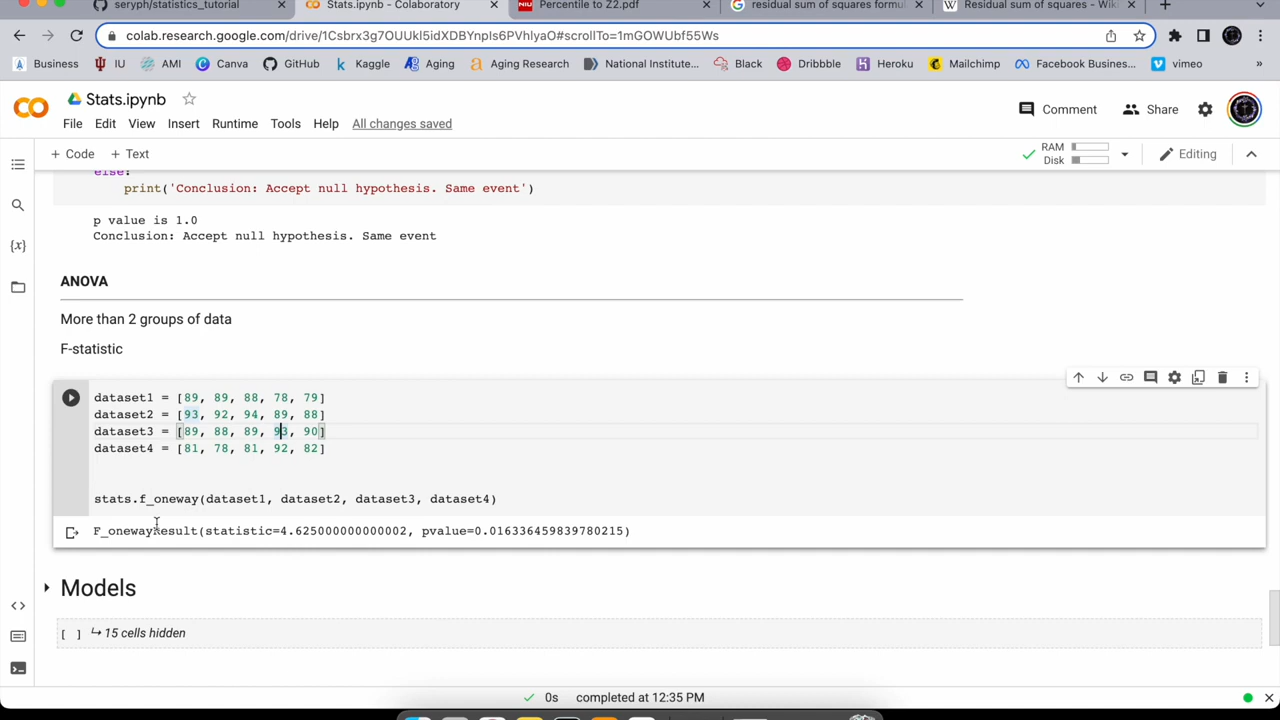 seryph/statistics_tutorial
Stats.ipynb - Colaboratory
Percentile to Z2.pdf
residual sum of squares formul
Residual sum of squares - Wiki
colab.research.google.com/drive/1Csbrx3g7OUUkl5idXDBYnpIs6PVhlyaO#scrollTo=1mGOWUbf55Ws
Business IU AMI Canva GitHub Kaggle Aging Aging Research National Institute... Black Dribbble Heroku Mailchimp Facebook Busines... vimeo »
Stats.ipynb
Comment Share
File Edit View Insert Runtime Tools Help All changes saved
+ Code + Text
RAM
Disk
Editing
else:
print('Conclusion: Accept null hypothesis. Same event')
p value is 1.0
Conclusion: Accept null hypothesis. Same event
ANOVA
More than 2 groups of data
F-statistic
dataset1 = [89, 89, 88, 78, 79]
dataset2 = [93, 92, 94, 89, 88]
dataset3 = [89, 88, 89, 93, 90]
dataset4 = [81, 78, 81, 92, 82]
stats.f_oneway(dataset1, dataset2, dataset3, dataset4)
F_onewayResult(statistic=4.625000000000002, pvalue=0.016336459839780215)
Models
[ ] ↳ 15 cells hidden
0s completed at 12:35 PM